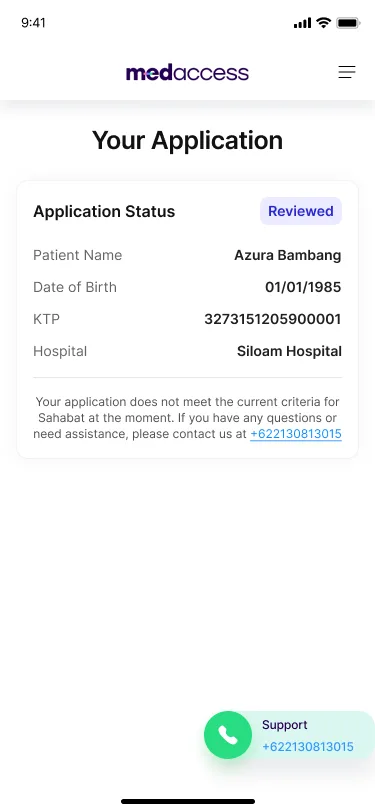 9:41
medaccess
Your Application
Application Status
Reviewed
Patient Name
Azura Bambang
Date of Birth
01/01/1985
KTP
3273151205900001
Hospital
Siloam Hospital
Your application does not meet the current criteria for
Sahabat at the moment. If you have any questions or
need assistance, please contact us at +622130813015
Support
+622130813015